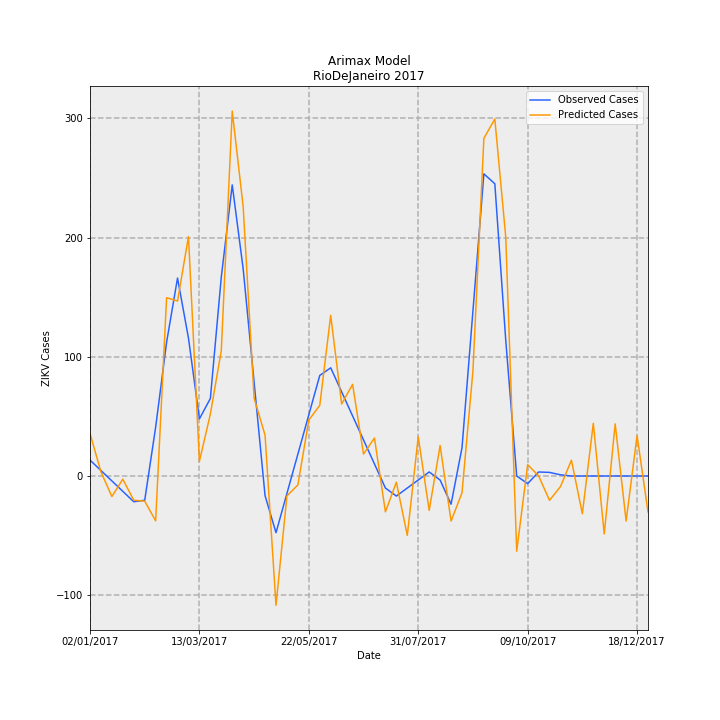 Arimax Model
RioDeJaneiro 2017
Observed Cases
Predicted Cases
300
200
100
0
−100
ZIKV Cases
02/01/2017 13/03/2017 22/05/2017 31/07/2017 09/10/2017 18/12/2017
Date